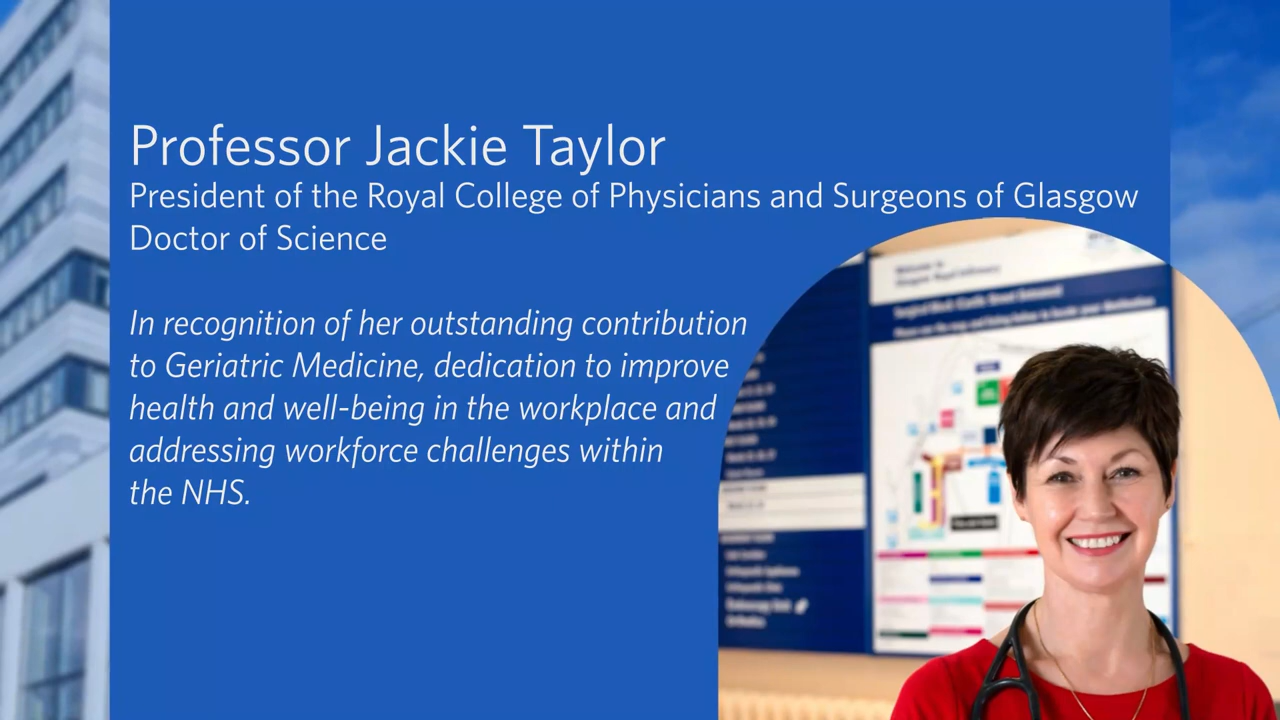 Professor Jackie Taylor
President of the Royal College of Physicians and Surgeons of Glasgow
Doctor of Science
In recognition of her outstanding contribution
to Geriatric Medicine, dedication to improve
health and well-being in the workplace and
addressing workforce challenges within
the NHS.